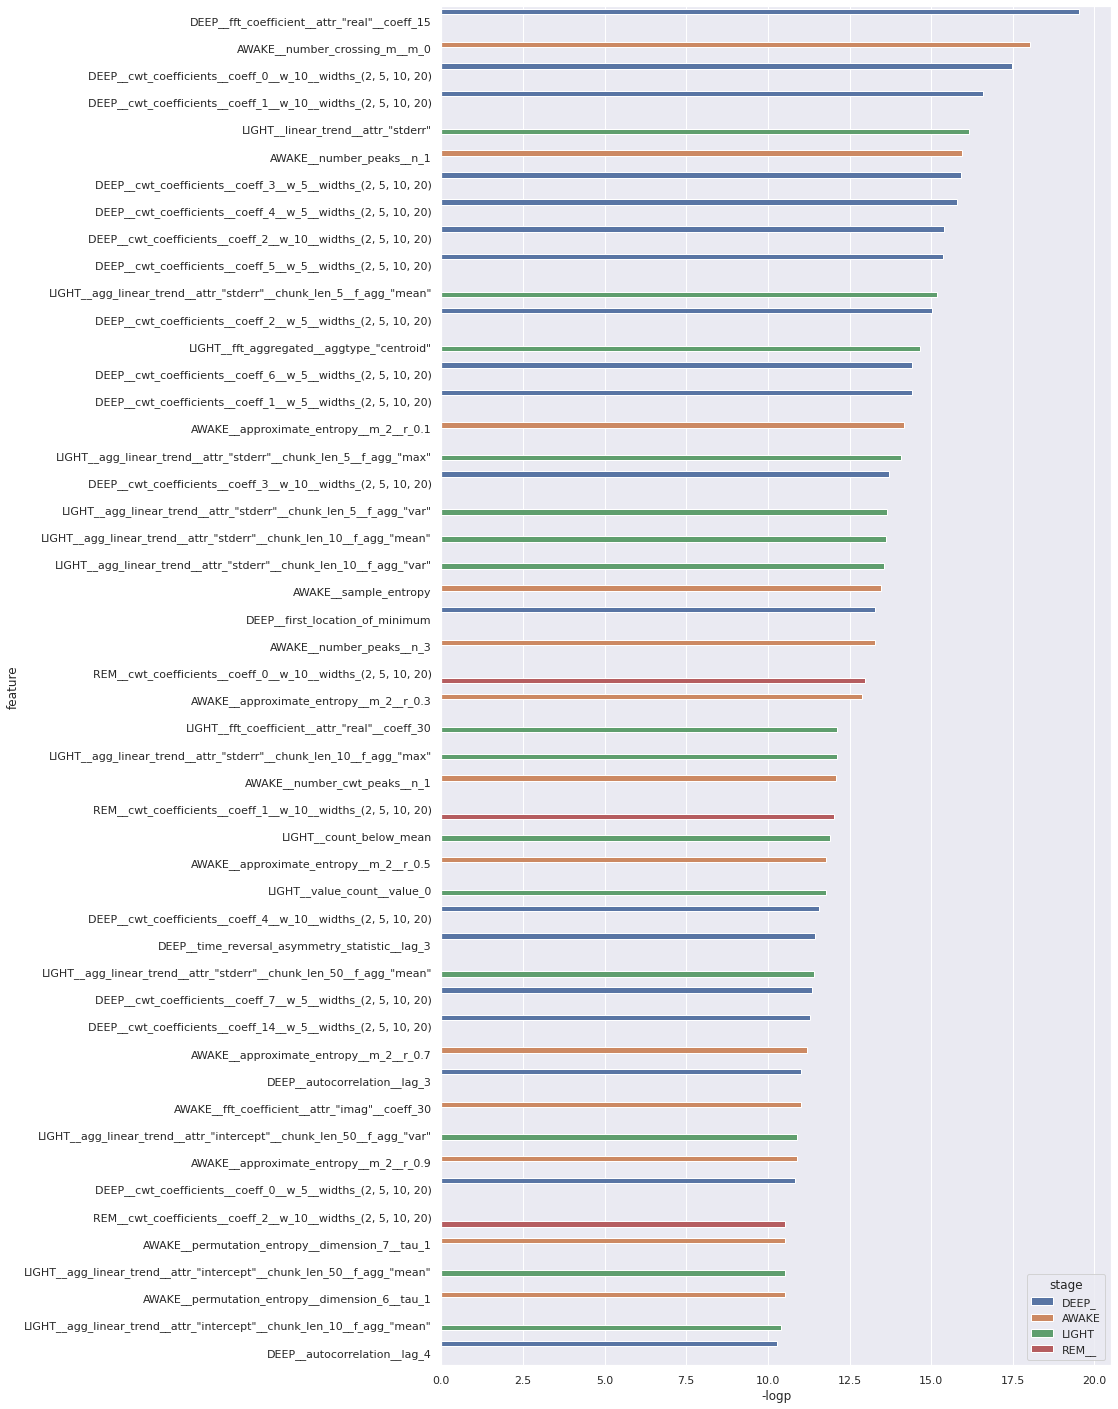 DEEP__fft_coefficient__attr_"real"__coeff_15
AWAKE__number_crossing_m__m_0
DEEP__cwt_coefficients__coeff_0__w_10__widths_(2, 5, 10, 20)
DEEP__cwt_coefficients__coeff_1__w_10__widths_(2, 5, 10, 20)
LIGHT__linear_trend__attr_"stderr"
AWAKE__number_peaks__n_1
DEEP__cwt_coefficients__coeff_3__w_5__widths_(2, 5, 10, 20)
DEEP__cwt_coefficients__coeff_4__w_5__widths_(2, 5, 10, 20)
DEEP__cwt_coefficients__coeff_2__w_10__widths_(2, 5, 10, 20)
DEEP__cwt_coefficients__coeff_5__w_5__widths_(2, 5, 10, 20)
LIGHT__agg_linear_trend__attr_"stderr"__chunk_len_5__f_agg_"mean"
DEEP__cwt_coefficients__coeff_2__w_5__widths_(2, 5, 10, 20)
LIGHT__fft_aggregated__aggtype_"centroid"
DEEP__cwt_coefficients__coeff_6__w_5__widths_(2, 5, 10, 20)
DEEP__cwt_coefficients__coeff_1__w_5__widths_(2, 5, 10, 20)
AWAKE__approximate_entropy__m_2__r_0.1
LIGHT__agg_linear_trend__attr_"stderr"__chunk_len_5__f_agg_"max"
DEEP__cwt_coefficients__coeff_3__w_10__widths_(2, 5, 10, 20)
LIGHT__agg_linear_trend__attr_"stderr"__chunk_len_5__f_agg_"var"
LIGHT__agg_linear_trend__attr_"stderr"__chunk_len_10__f_agg_"mean"
LIGHT__agg_linear_trend__attr_"stderr"__chunk_len_10__f_agg_"var"
AWAKE__sample_entropy
DEEP__first_location_of_minimum
AWAKE__number_peaks__n_3
REM__cwt_coefficients__coeff_0__w_10__widths_(2, 5, 10, 20)
AWAKE__approximate_entropy__m_2__r_0.3
LIGHT__fft_coefficient__attr_"real"__coeff_30
LIGHT__agg_linear_trend__attr_"stderr"__chunk_len_10__f_agg_"max"
AWAKE__number_cwt_peaks__n_1
REM__cwt_coefficients__coeff_1__w_10__widths_(2, 5, 10, 20)
LIGHT__count_below_mean
AWAKE__approximate_entropy__m_2__r_0.5
LIGHT__value_count__value_0
DEEP__cwt_coefficients__coeff_4__w_10__widths_(2, 5, 10, 20)
DEEP__time_reversal_asymmetry_statistic__lag_3
LIGHT__agg_linear_trend__attr_"stderr"__chunk_len_50__f_agg_"mean"
DEEP__cwt_coefficients__coeff_7__w_5__widths_(2, 5, 10, 20)
DEEP__cwt_coefficients__coeff_14__w_5__widths_(2, 5, 10, 20)
AWAKE__approximate_entropy__m_2__r_0.7
DEEP__autocorrelation__lag_3
AWAKE__fft_coefficient__attr_"imag"__coeff_30
LIGHT__agg_linear_trend__attr_"intercept"__chunk_len_50__f_agg_"var"
AWAKE__approximate_entropy__m_2__r_0.9
DEEP__cwt_coefficients__coeff_0__w_5__widths_(2, 5, 10, 20)
REM__cwt_coefficients__coeff_2__w_10__widths_(2, 5, 10, 20)
AWAKE__permutation_entropy__dimension_7__tau_1
LIGHT__agg_linear_trend__attr_"intercept"__chunk_len_50__f_agg_"mean"
AWAKE__permutation_entropy__dimension_6__tau_1
LIGHT__agg_linear_trend__attr_"intercept"__chunk_len_10__f_agg_"mean"
DEEP__autocorrelation__lag_4
feature
0.0 2.5 5.0 7.5 10.0 12.5 15.0 17.5 20.0
-logp
stage
DEEP_
AWAKE
LIGHT
REM__